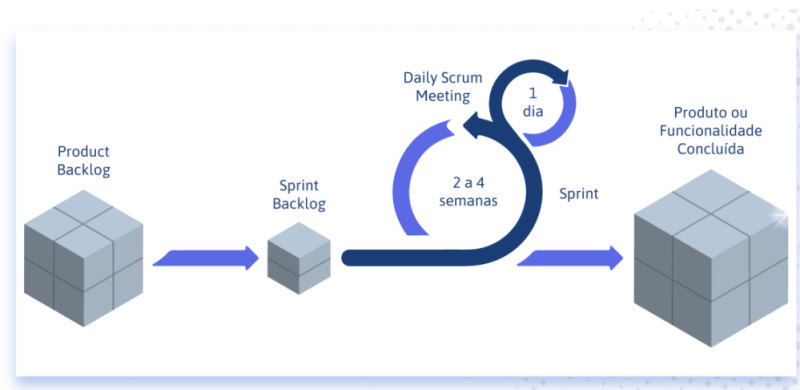 Product
Backlog
Sprint
Backlog
Daily Scrum
Meeting
1
dia
2 a 4
semanas
Sprint
Produto ou
Funcionalidade
Concluída